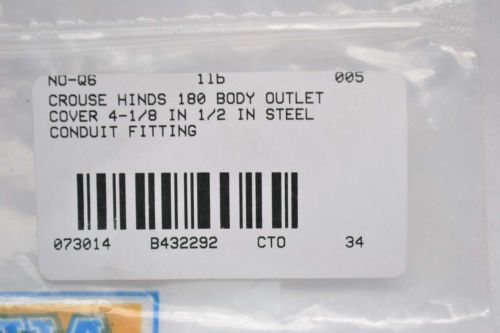 NO-Q6 11b 005
CROUSE HINDS 180 BODY OUTLET
COVER 4-1/8 IN 1/2 IN STEEL
CONDUIT FITTING
073014 B432292 CTO 34